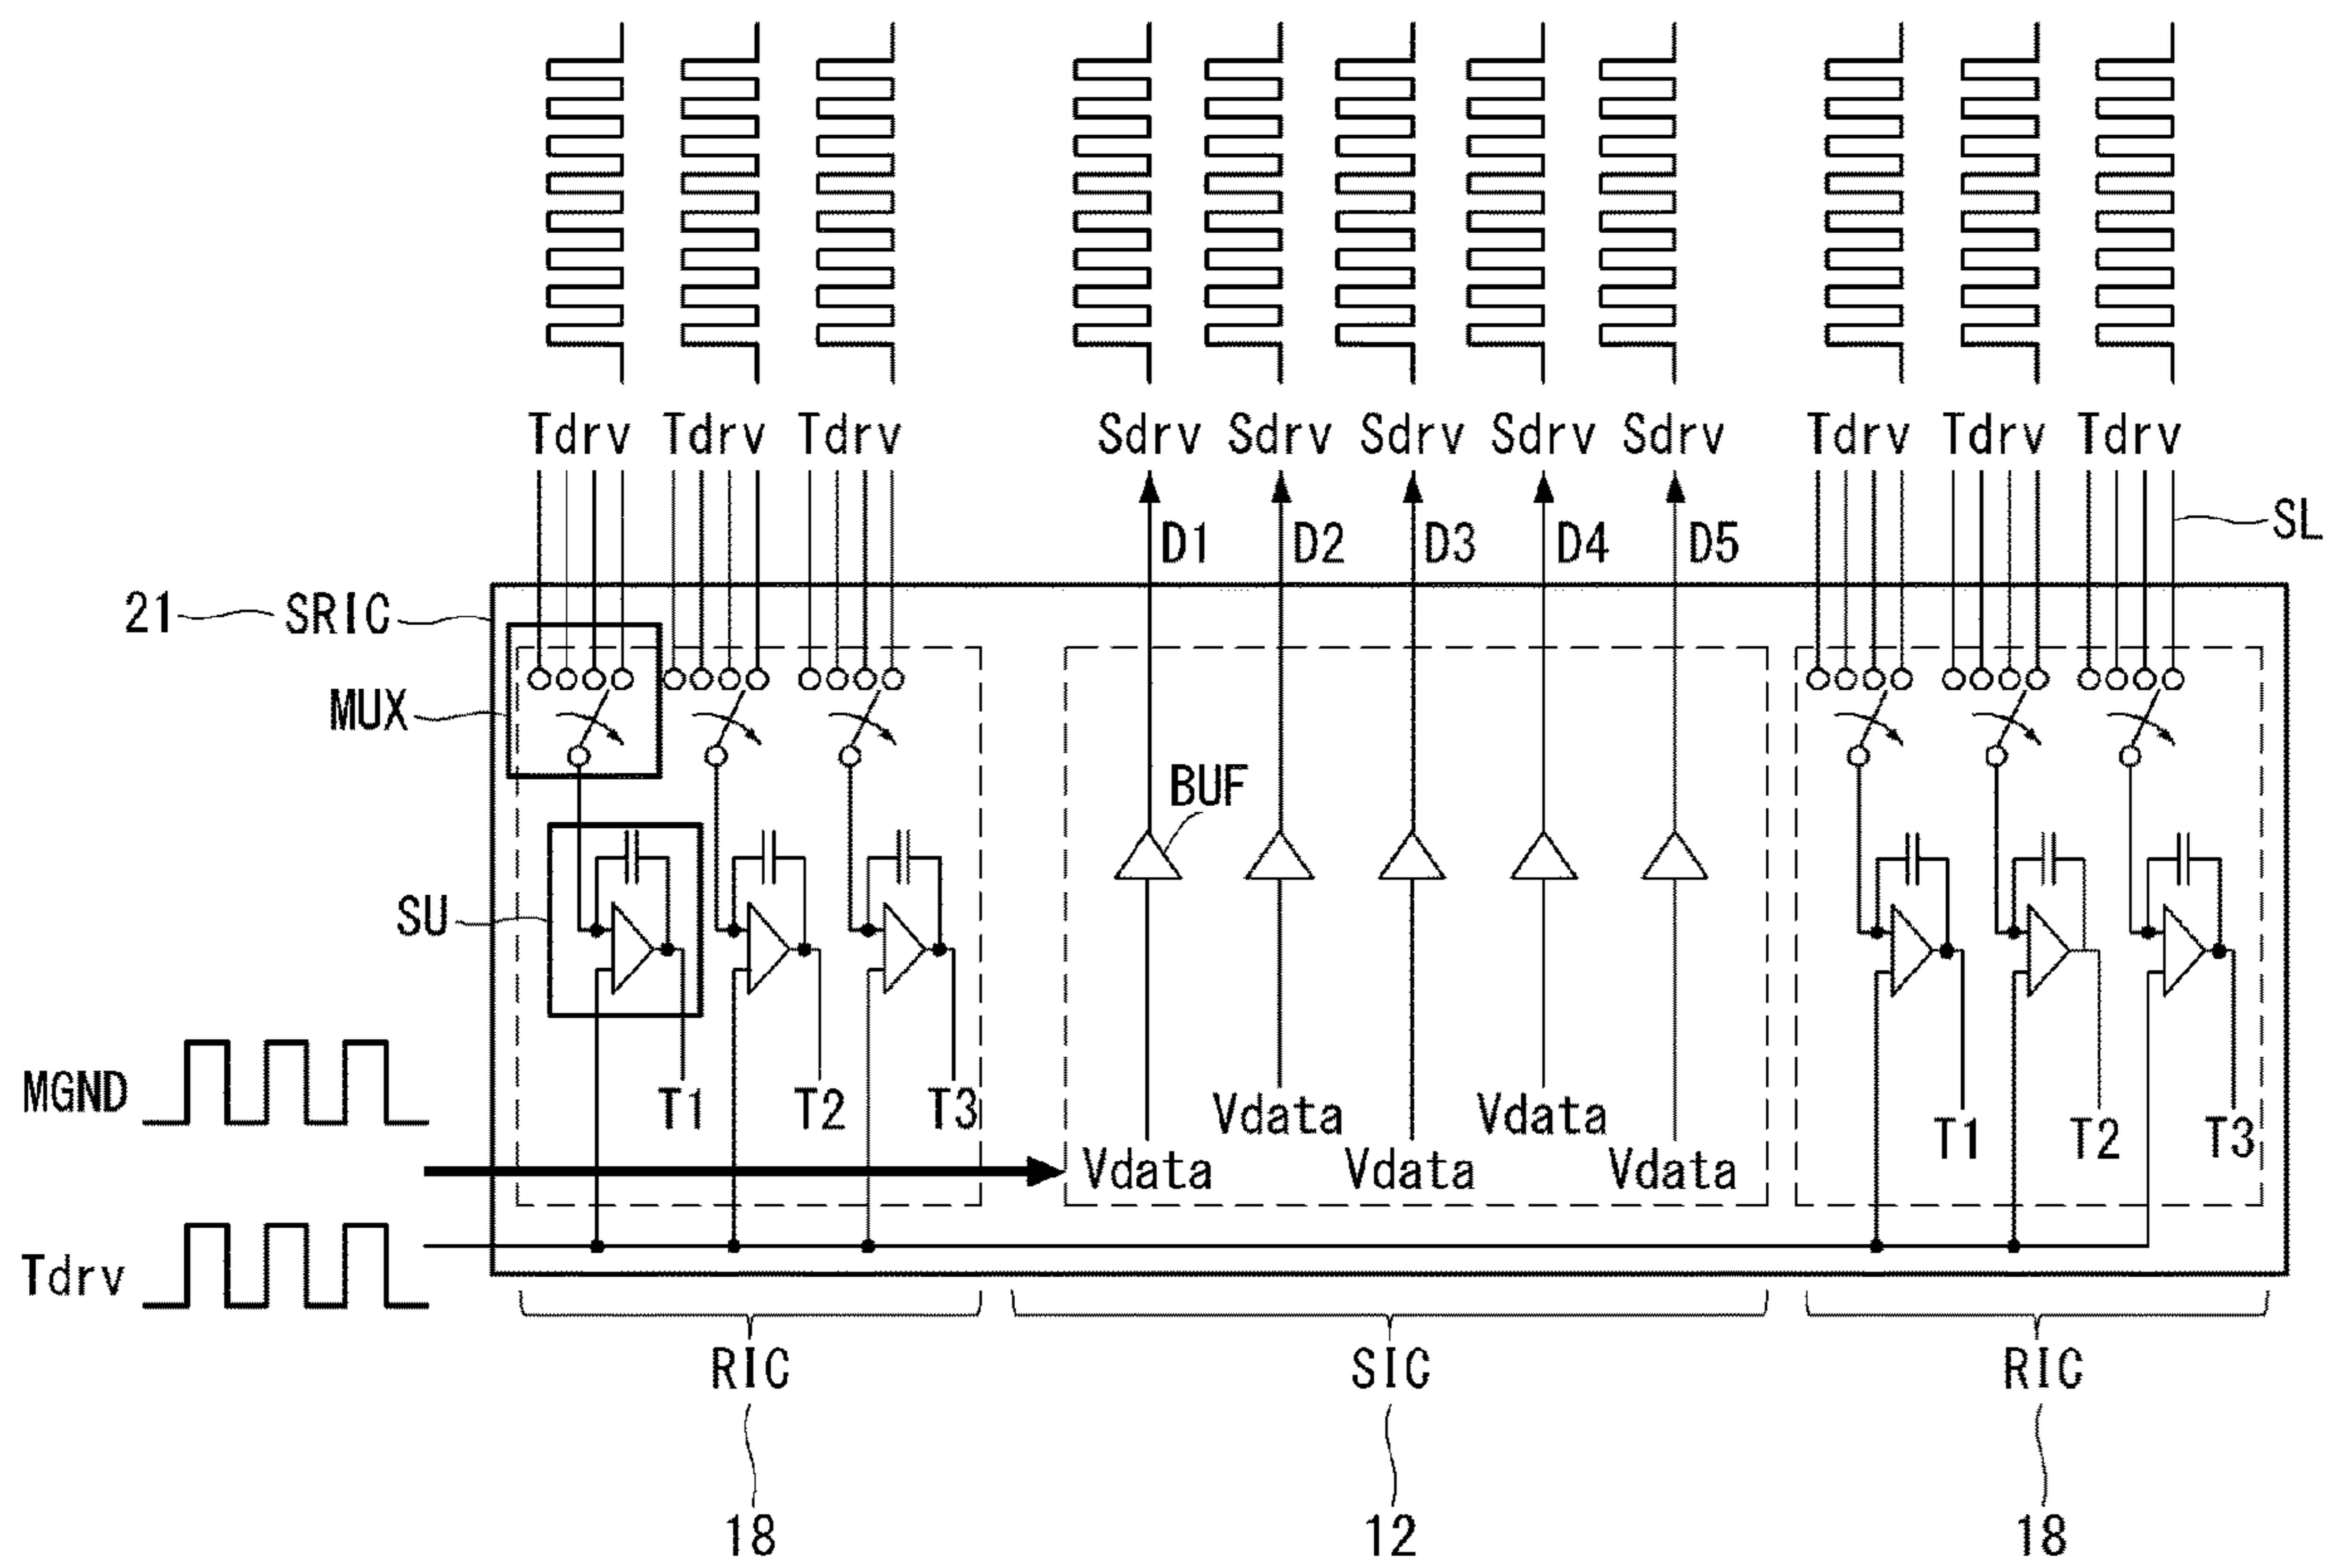 Tdrv Tdrv Tdrv Sdrv Sdrv Sdrv Sdrv Sdrv Tdrv Tdrv Tdrv
D1 D2 D3 D4 D5 SL
21 SRIC
MUX
BUF
SU
MGND T1 T2 T3 Vdata Vdata T1 T2 T3
Vdata Vdata Vdata
Tdrv
RIC SIC RIC
18 12 18